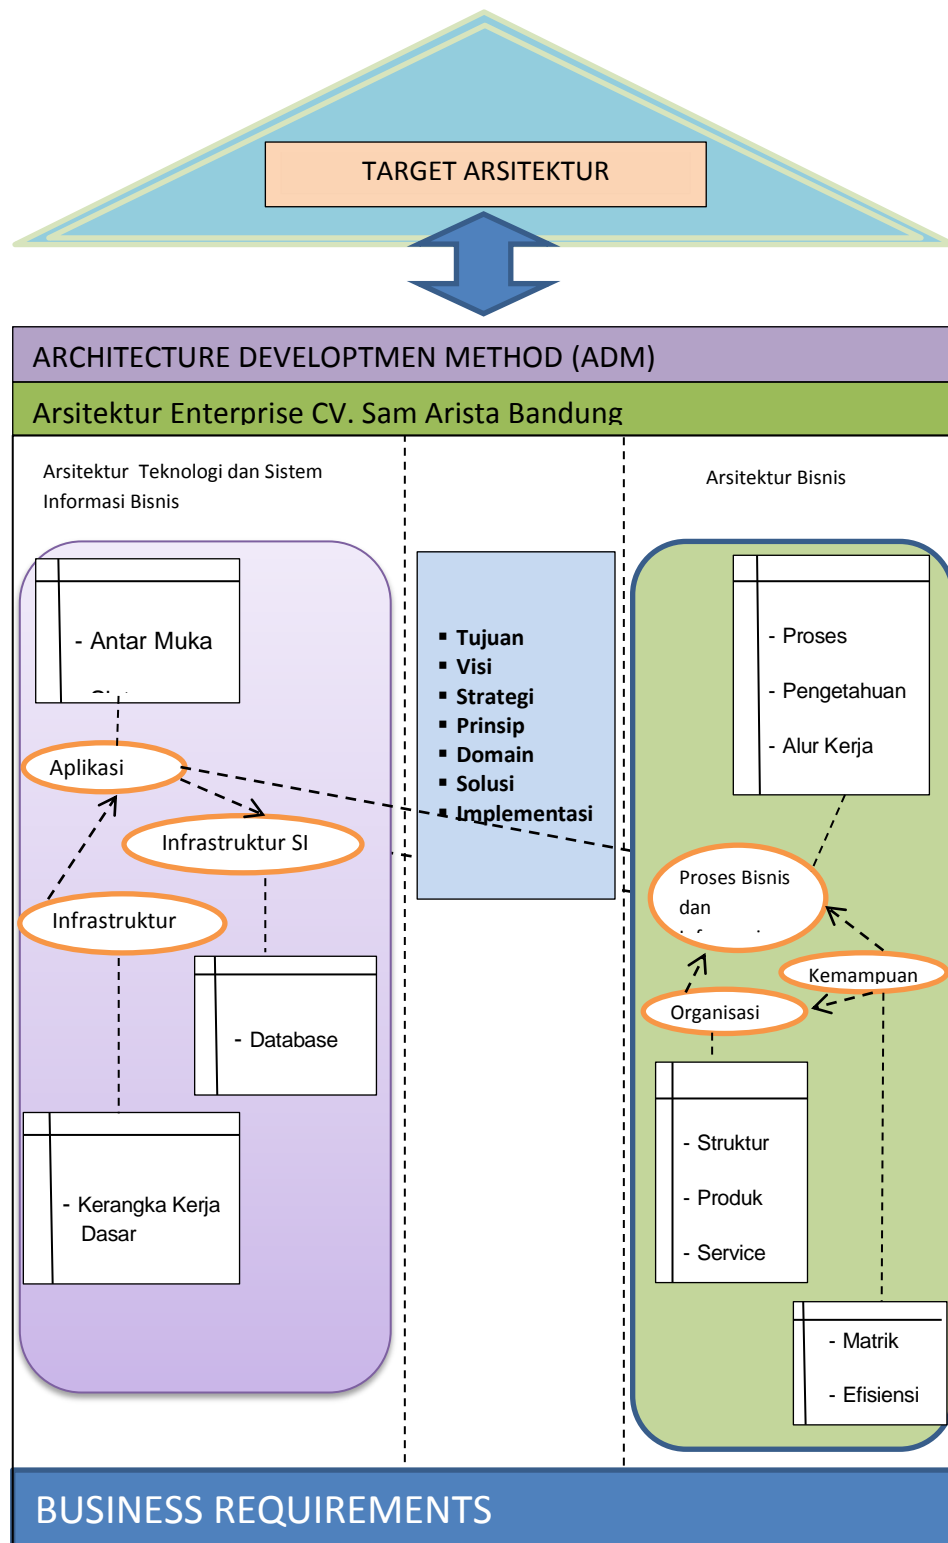 TARGET ARSITEKTUR
ARCHITECTURE DEVELOPTMEN METHOD (ADM)
Arsitektur Enterprise CV. Sam Arista Bandung
Arsitektur Teknologi dan Sistem
Informasi Bisnis
- Antar Muka
Aplikasi
Infrastruktur SI
Infrastruktur
- Database
- Kerangka Kerja
Dasar
▪ Tujuan
▪ Visi
▪ Strategi
▪ Prinsip
▪ Domain
▪ Solusi
▪ Implementasi
Arsitektur Bisnis
- Proses
- Pengetahuan
- Alur Kerja
Proses Bisnis
dan
Kemampuan
Organisasi
- Struktur
- Produk
- Service
- Matrik
- Efisiensi
BUSINESS REQUIREMENTS